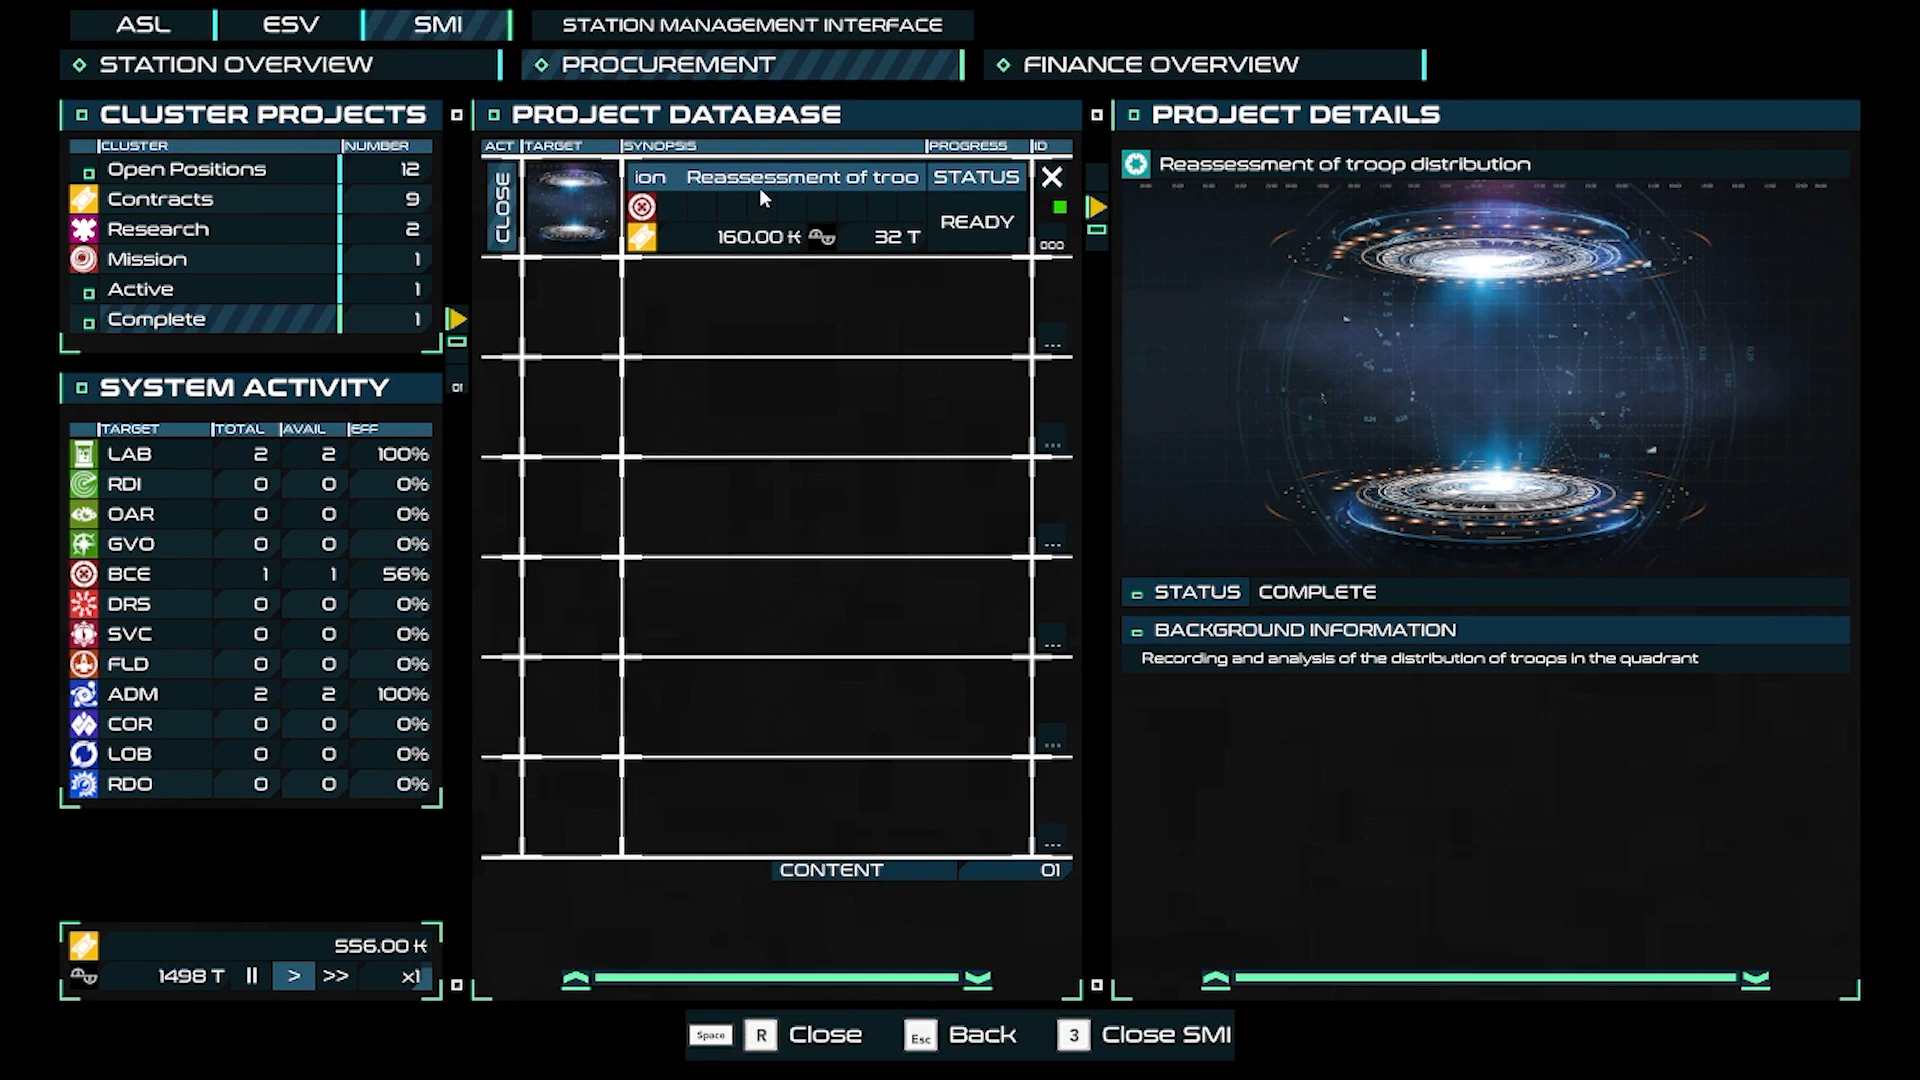 ASL
ESV
SMI
STATION MANAGEMENT INTERFACE
STATION OVERVIEW
PROCUREMENT
FINANCE OVERVIEW
CLUSTER PROJECTS
CLUSTER NUMBER
Open Positions 12
Contracts 9
Research 2
Mission 1
Active 1
Complete 1
01
SYSTEM ACTIVITY
TARGET TOTAL AVAIL EFF
LAB 2 2 100%
RDI 0 0 0%
OAR 0 0 0%
GVO 0 0 0%
BCE 1 1 56%
DRS 0 0 0%
SVC 0 0 0%
FLD 0 0 0%
ADM 2 2 100%
COR 0 0 0%
LOB 0 0 0%
RDO 0 0 0%
556.00 K
1498 T || > >> x1
PROJECT DATABASE
ACT TARGET SYNOPSIS PROGRESS ID
CLOSE
ion Reassessment of troo STATUS
READY
160.00 K 32 T
000
...
...
...
...
...
...
CONTENT 01
PROJECT DETAILS
Reassessment of troop distribution
STATUS COMPLETE
BACKGROUND INFORMATION
Recording and analysis of the distribution of troops in the quadrant
Space R Close
Esc Back
3 Close SMI